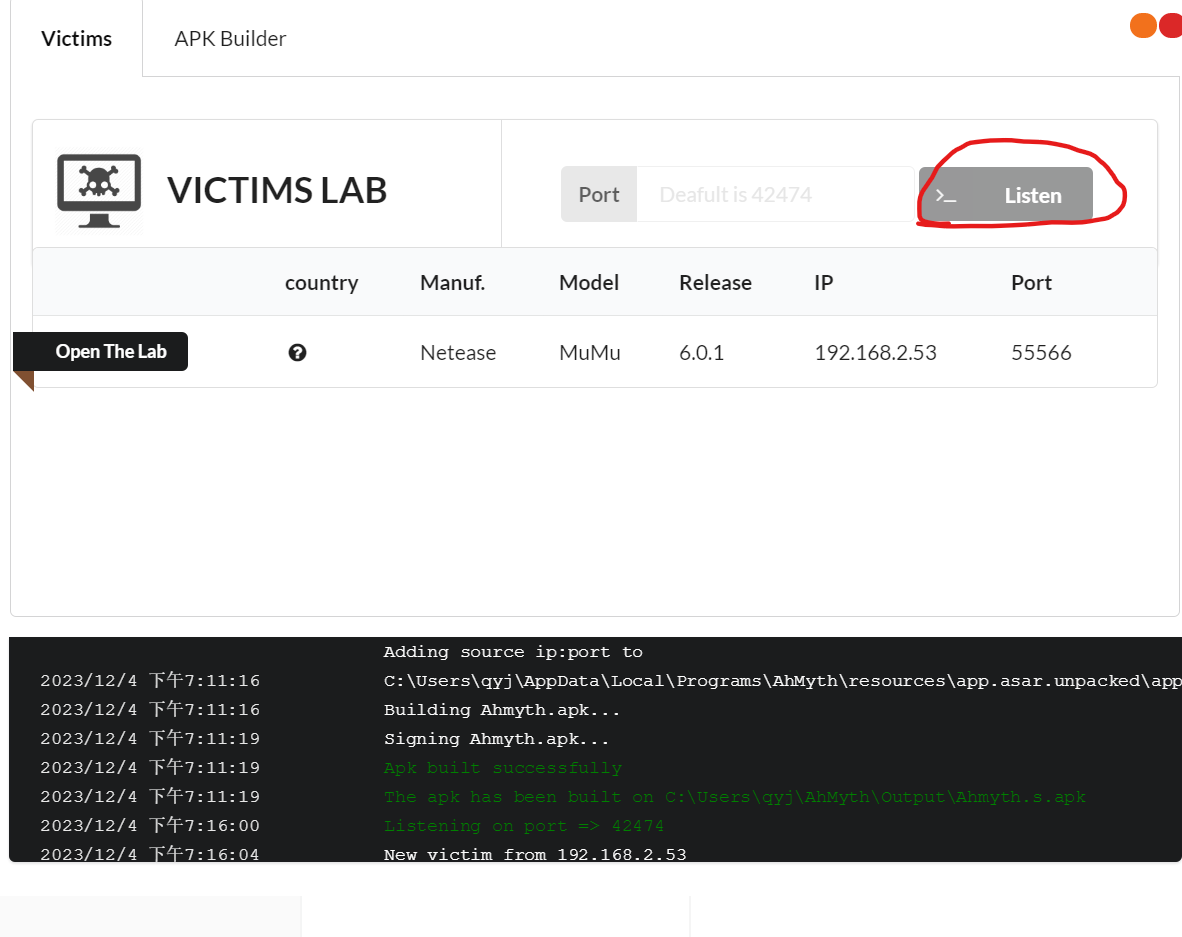 Victims APK Builder
VICTIMS LAB
Port Deafult is 42474 >_ Listen
country Manuf. Model Release IP Port
Open The Lab Netease MuMu 6.0.1 192.168.2.53 55566
Adding source ip:port to
2023/12/4 下午7:11:16 C:\Users\qyj\AppData\Local\Programs\AhMyth\resources\app.asar.unpacked\app
2023/12/4 下午7:11:16 Building Ahmyth.apk...
2023/12/4 下午7:11:19 Signing Ahmyth.apk...
2023/12/4 下午7:11:19 Apk built successfully
2023/12/4 下午7:11:19 The apk has been built on C:\Users\qyj\AhMyth\Output\Ahmyth.s.apk
2023/12/4 下午7:16:00 Listening on port => 42474
2023/12/4 下午7:16:04 New victim from 192.168.2.53